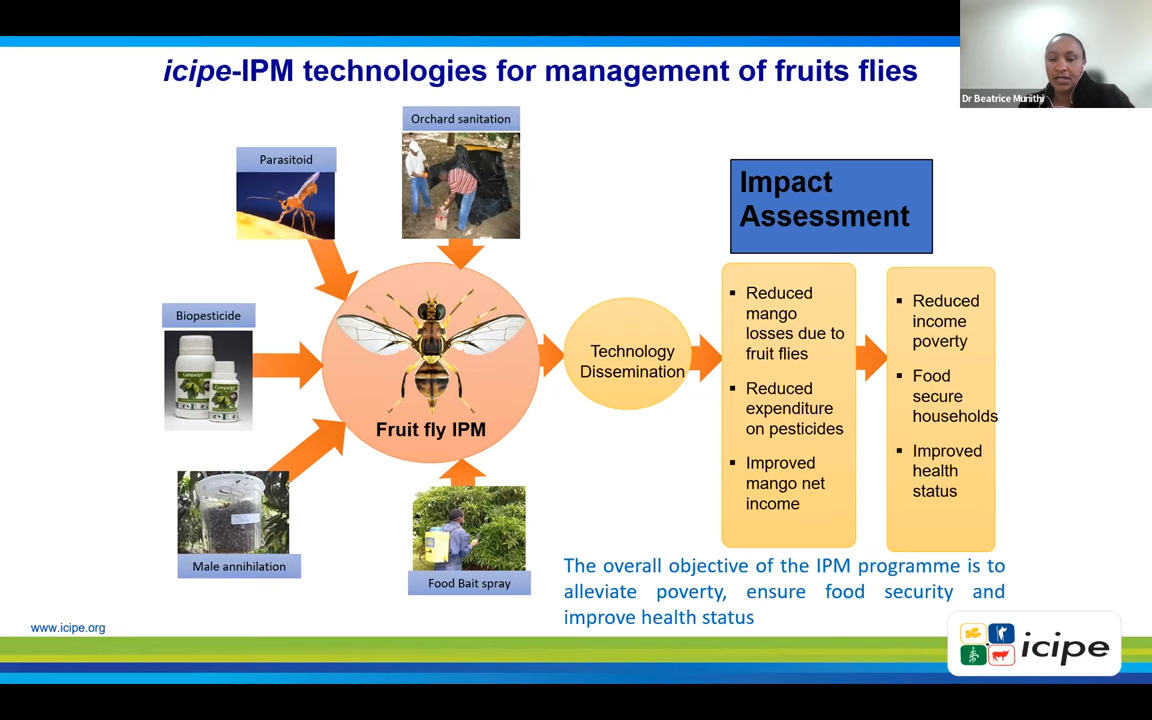 icipe-IPM technologies for management of fruits flies
Dr Beatrice Muriithi
Orchard sanitation
Parasitoid
Biopesticide
Campaign
Campaign
Male annihilation
Food Bait spray
Fruit fly IPM
Technology
Dissemination
Impact
Assessment
▪ Reduced
mango
losses due to
fruit flies
▪ Reduced
expenditure
on pesticides
▪ Improved
mango net
income
▪ Reduced
income
poverty
▪ Food
secure
households
▪ Improved
health
status
The overall objective of the IPM programme is to
alleviate poverty, ensure food security and
improve health status
www.icipe.org
icipe